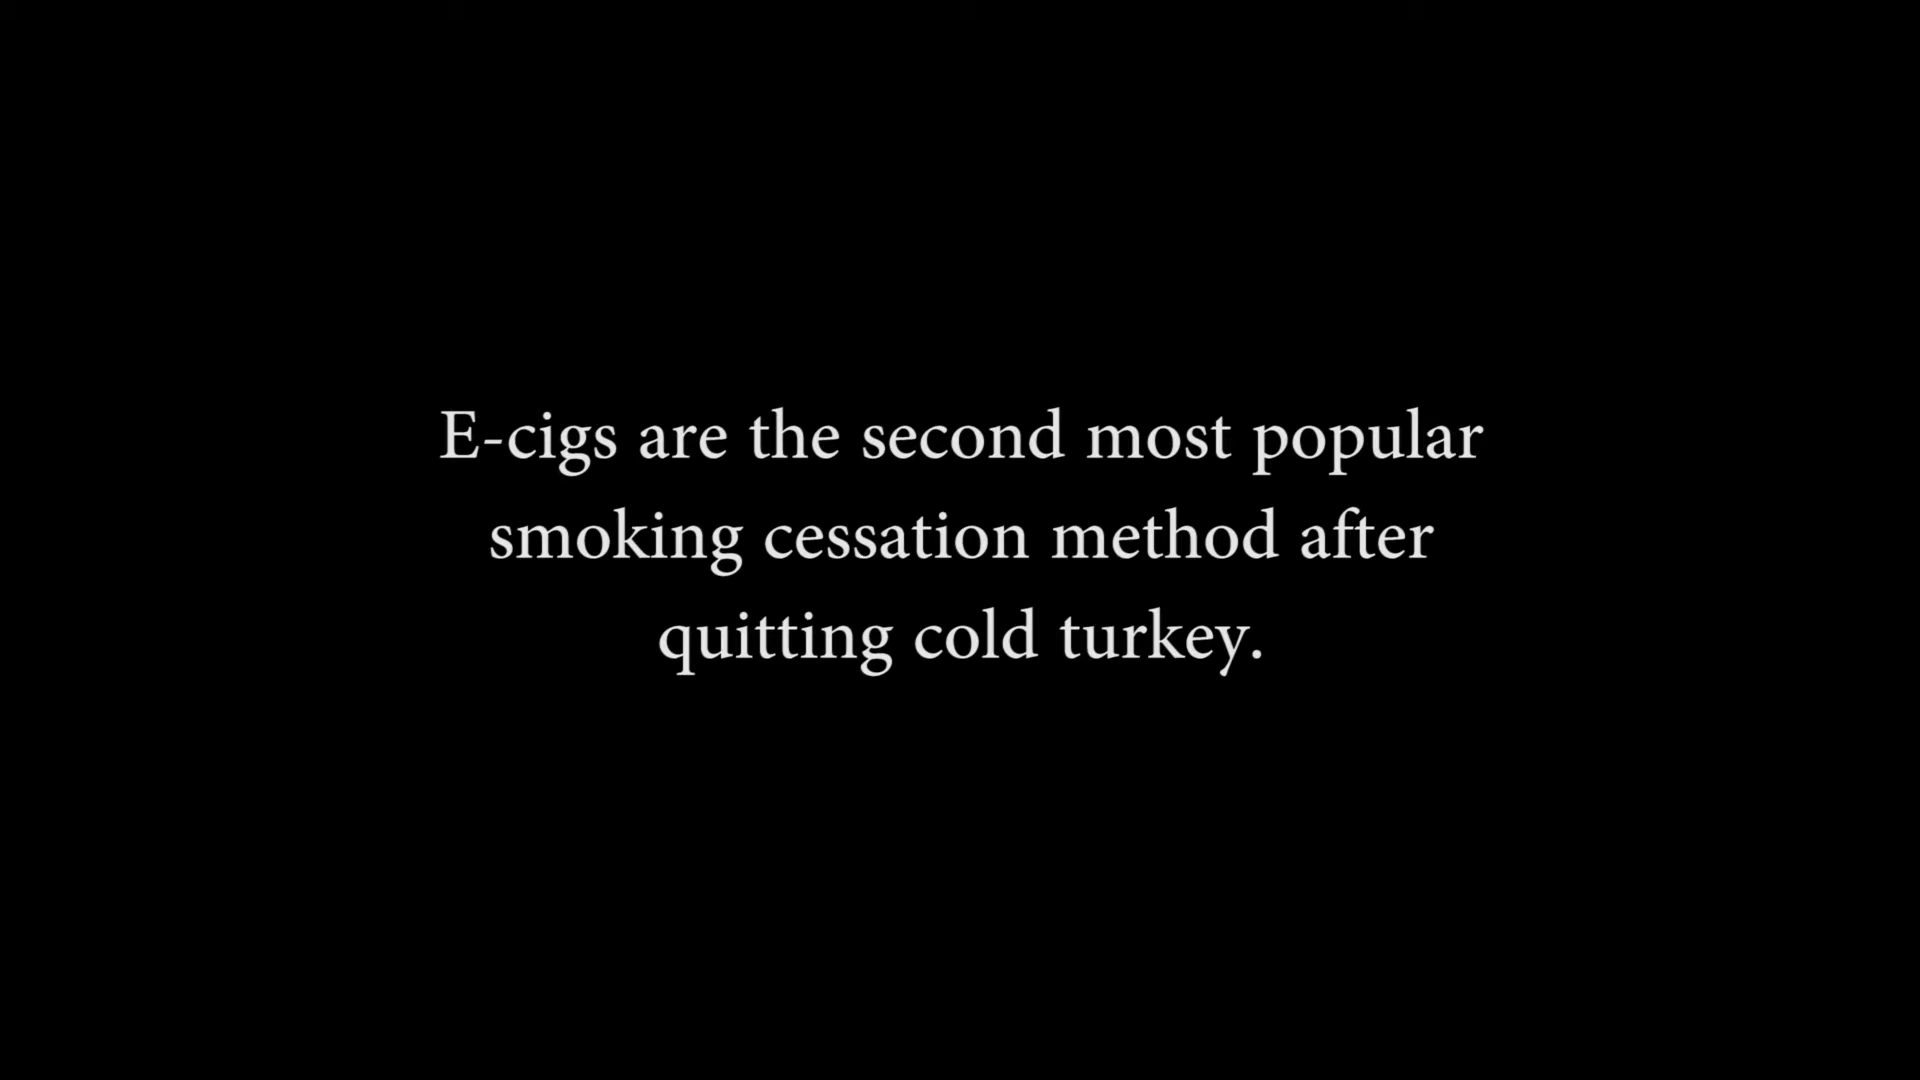 E-cigs are the second most popular
smoking cessation method after
quitting cold turkey.